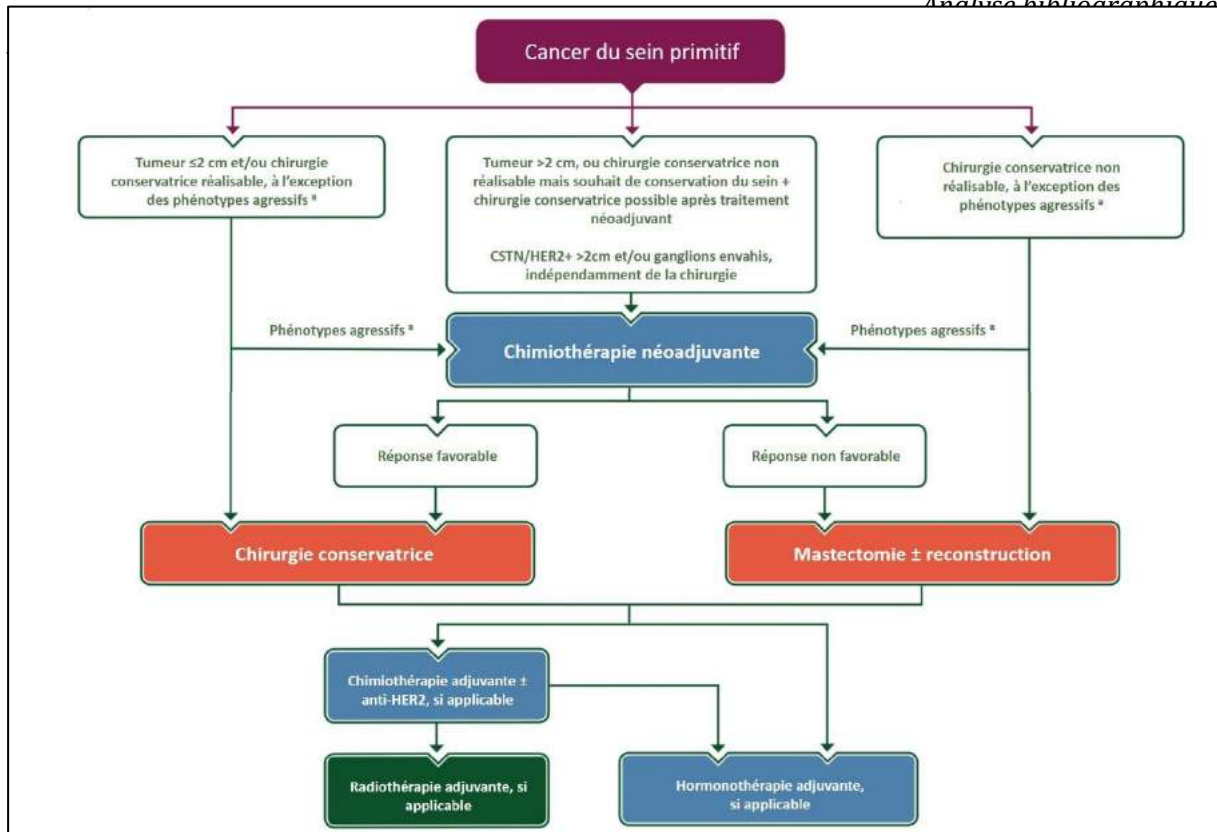 Analyse bibliographique
Cancer du sein primitif
Tumeur ≤2 cm et/ou chirurgie
conservatrice réalisable, à l'exception
des phénotypes agressifs ª
Tumeur >2 cm, ou chirurgie conservatrice non
réalisable mais souhait de conservation du sein +
chirurgie conservatrice possible après traitement
néoadjuvant
CSTN/HER2+ >2cm et/ou ganglions envahis,
indépendamment de la chirurgie
Chirurgie conservatrice non
réalisable, à l'exception des
phénotypes agressifs ª
Phénotypes agressifs ª
Chimiothérapie néoadjuvante
Phénotypes agressifs ª
Réponse favorable
Réponse non favorable
Chirurgie conservatrice
Mastectomie ± reconstruction
Chimiothérapie adjuvante ±
anti-HER2, si applicable
Radiothérapie adjuvante, si
applicable
Hormonothérapie adjuvante,
si applicable